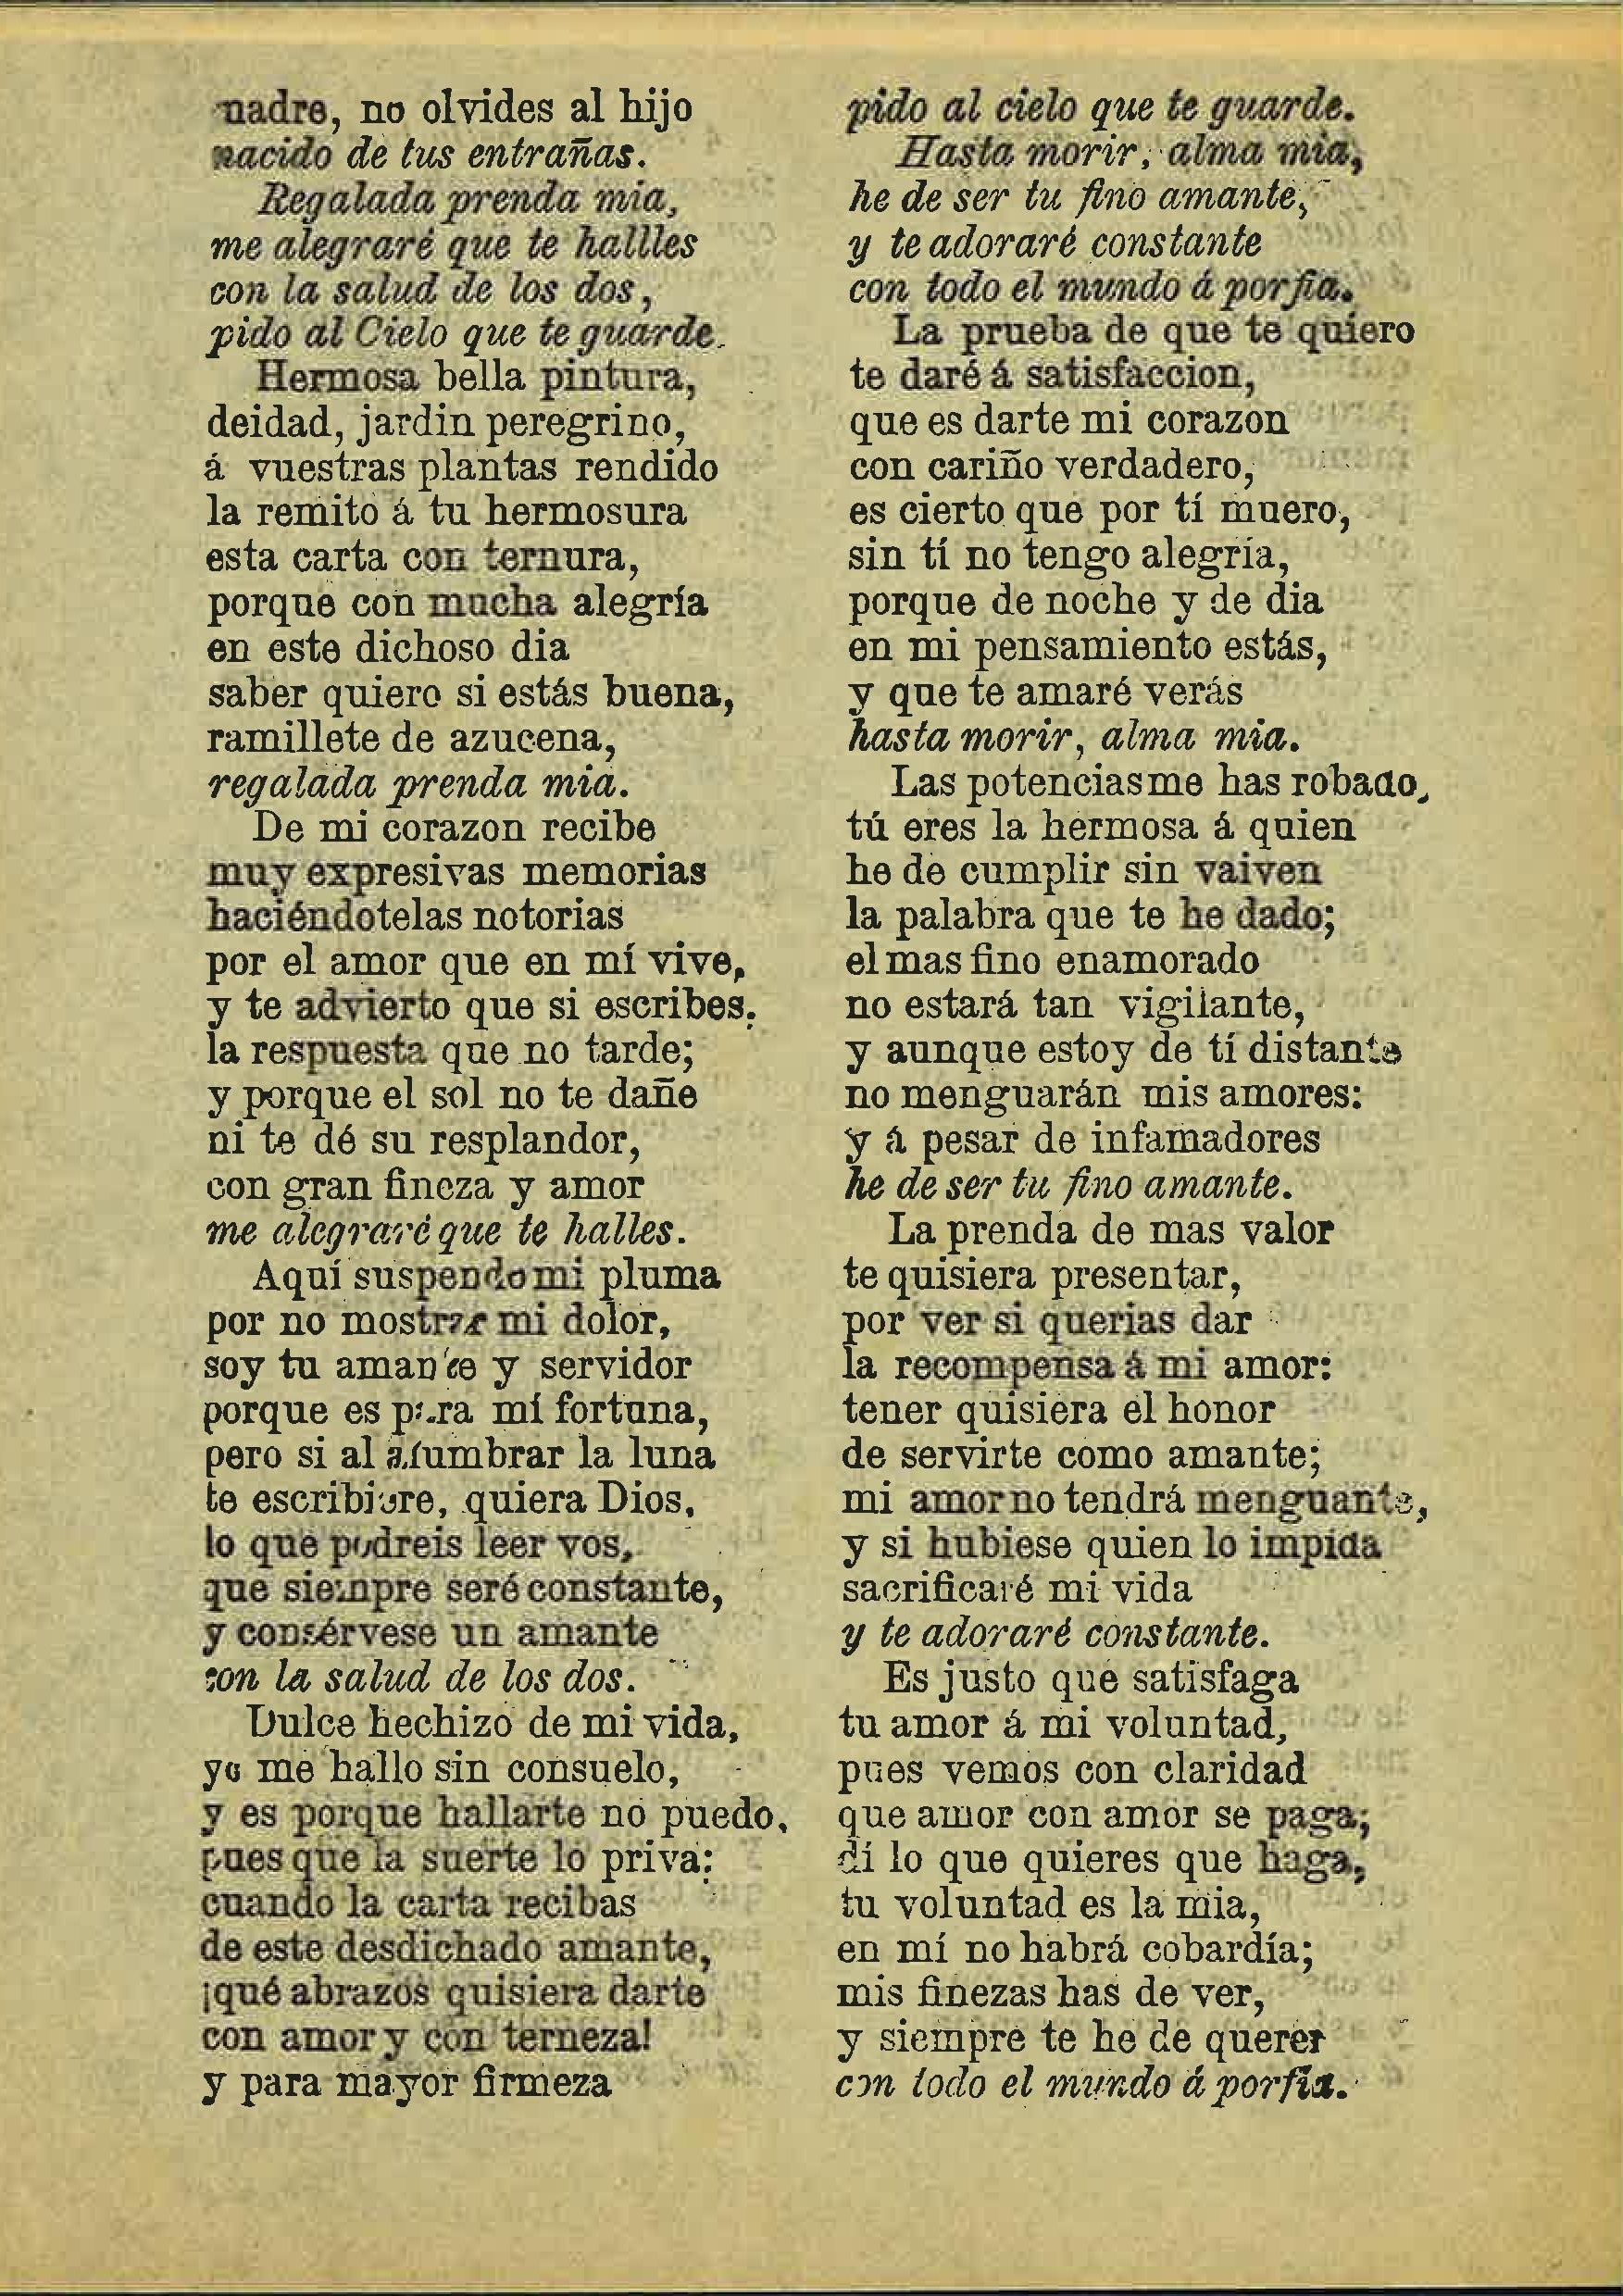 madre, no olvides al hijo
nacido de tus entrañas.
Regalada prenda mia,
me alegraré que te hallles
con la salud de los dos,
pido al Cielo que te guarde.
Hermosa bella pintura,
deidad, jardin peregrino,
á vuestras plantas rendido
la remito á tu hermosura
esta carta con ternura,
porque con mucha alegría
en este dichoso dia
saber quiero si estás buena,
ramillete de azucena,
regalada prenda mia.
De mi corazon recibe
muy expresivas memorias
haciéndotelas notorias
por el amor que en mí vive,
y te advierto que si escribes.
la respuesta que no tarde;
y porque el sol no te dañe
ni te dé su resplandor,
con gran fineza y amor
me alegraré que te halles.
Aquí suspendo mi pluma
por no mostrar mi dolor,
soy tu amante y servidor
porque es para mí fortuna,
pero si al alumbrar la luna
te escribiere, quiera Dios,
lo que podreis leer vos,
que siempre seré constante,
y consérvese un amante
con la salud de los dos.
Dulce hechizo de mi vida,
yo me hallo sin consuelo,
y es porque hallarte no puedo,
pues que la suerte lo priva:
cuando la carta recibas
de este desdichado amante,
¡qué abrazos quisiera darte
con amor y con terneza!
y para mayor firmeza
pido al cielo que te guarde.
Hasta morir, alma mia,
he de ser tu fino amante,
y te adoraré constante
con todo el mundo á porfia.
La prueba de que te quiero
te daré á satisfaccion,
que es darte mi corazon
con cariño verdadero,
es cierto que por tí muero,
sin tí no tengo alegría,
porque de noche y de dia
en mi pensamiento estás,
y que te amaré verás
hasta morir, alma mia.
Las potencias me has robado,
tú eres la hermosa á quien
he de cumplir sin vaiven
la palabra que te he dado;
el mas fino enamorado
no estará tan vigilante,
y aunque estoy de tí distante
no menguarán mis amores:
y á pesar de infamadores
he de ser tu fino amante.
La prenda de mas valor
te quisiera presentar,
por ver si querias dar
la recompensa á mi amor:
tener quisiera el honor
de servirte como amante;
mi amor no tendrá menguante,
y si hubiese quien lo impida
sacrificaré mi vida
y te adoraré constante.
Es justo que satisfaga
tu amor á mi voluntad,
pues vemos con claridad
que amor con amor se paga;
dí lo que quieres que haga,
tu voluntad es la mia,
en mí no habrá cobardía;
mis finezas has de ver,
y siempre te he de querer
con todo el mundo á porfia.